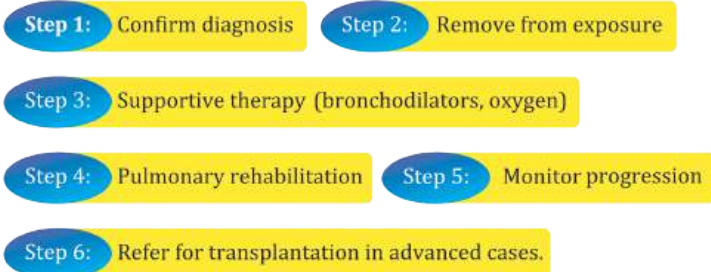 Step 1: Confirm diagnosis Step 2: Remove from exposure
Step 3: Supportive therapy (bronchodilators, oxygen)
Step 4: Pulmonary rehabilitation Step 5: Monitor progression
Step 6: Refer for transplantation in advanced cases.